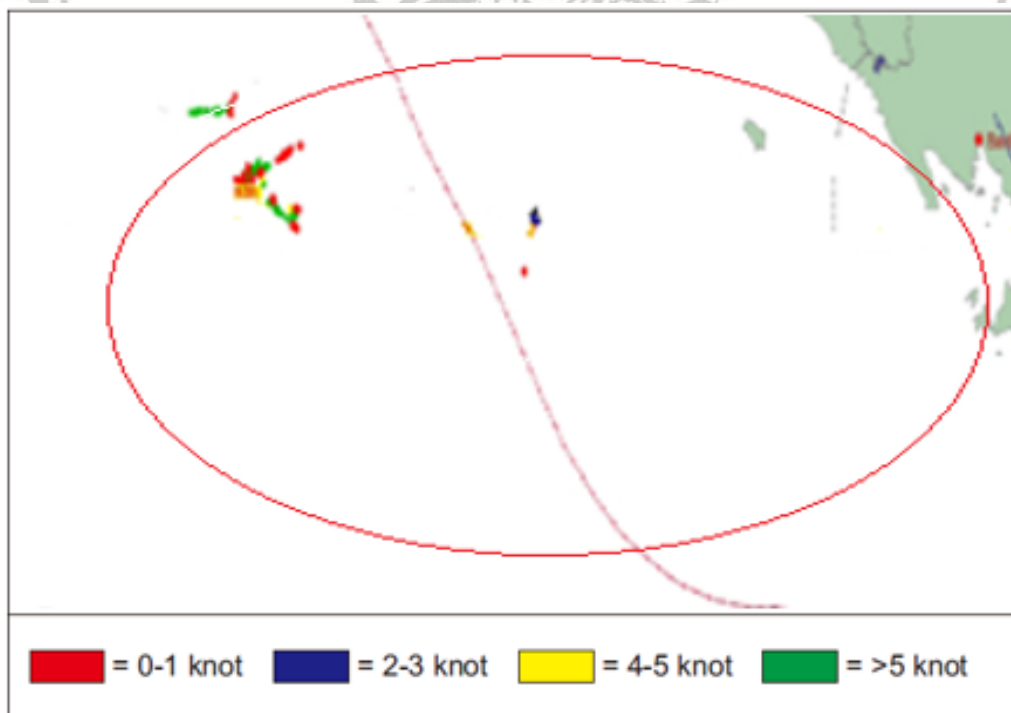 = 0-1 knot
= 2-3 knot
= 4-5 knot
= >5 knot